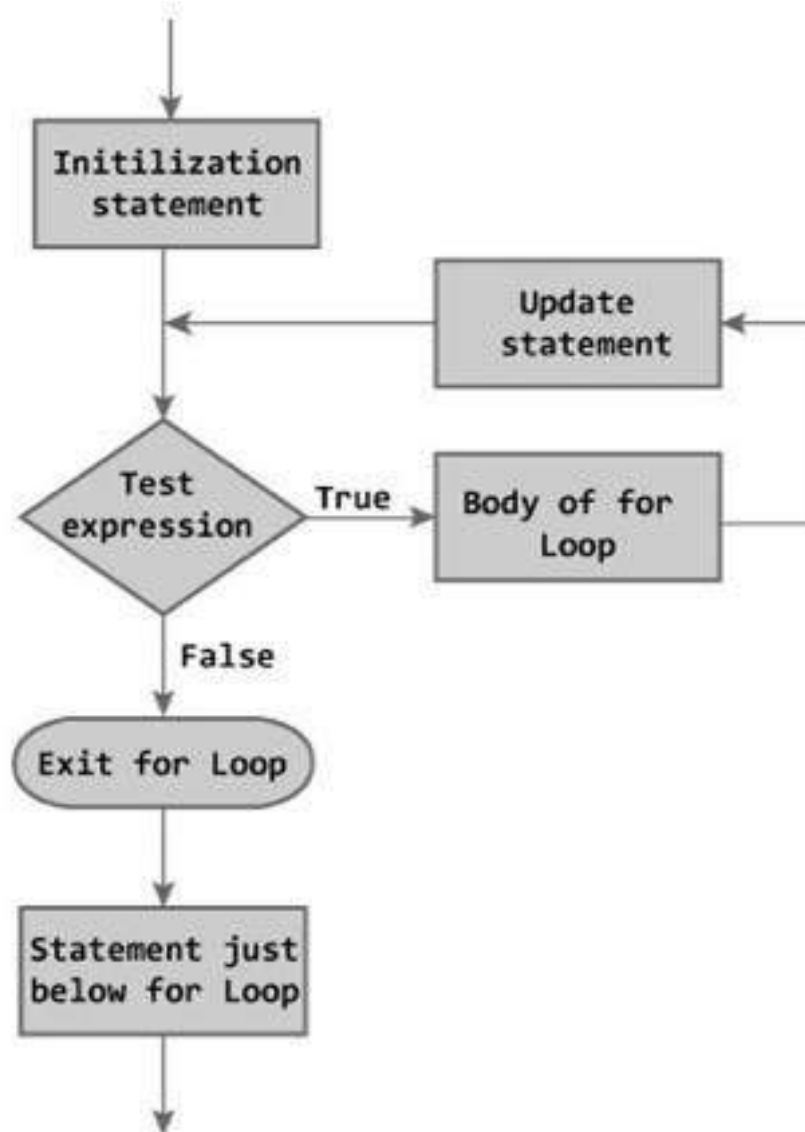 Initilization
statement
Update
statement
Test
expression
True
Body of for
Loop
False
Exit for Loop
Statement just
below for Loop